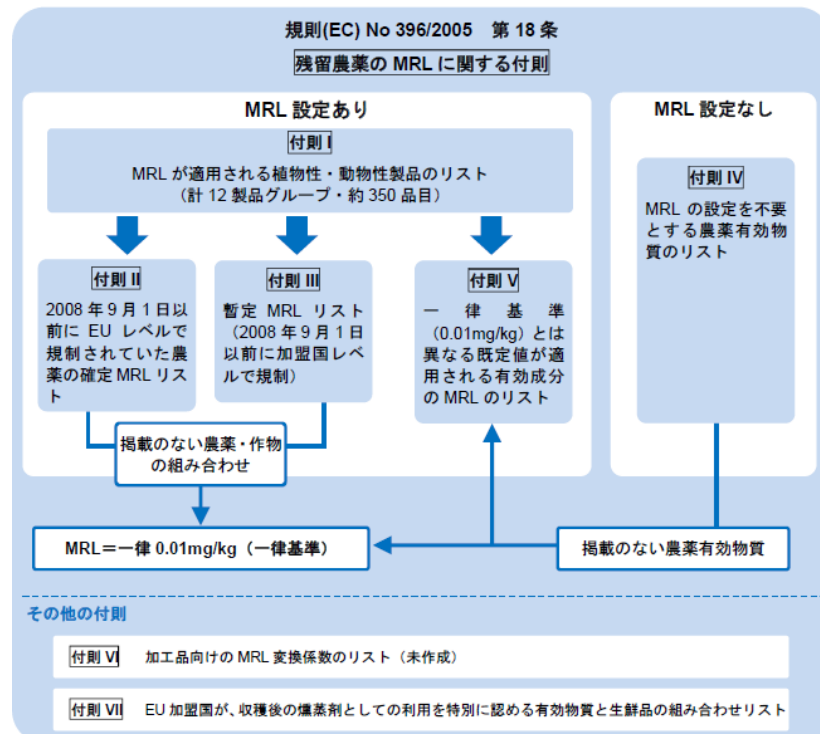 規則(EC) No 396/2005　第 18 条
残留農薬の MRL に関する付則
MRL 設定あり
付則 I
MRL が適用される植物性・動物性製品のリスト
（計 12 製品グループ・約 350 品目）
付則 II
2008 年 9 月 1 日以
前に EU レベルで
規制されていた農
薬の確定 MRL リス
ト
付則 III
暫定 MRL リスト
（2008 年 9 月 1 日
以前に加盟国レベ
ルで規制）
付則 V
一律基準
（0.01mg/kg）とは
異なる既定値が適
用される有効成分
の MRL のリスト
掲載のない農薬・作物
の組み合わせ
MRL 設定なし
付則 IV
MRL の設定を不要
とする農薬有効物
質のリスト
MRL＝一律 0.01mg/kg（一律基準）
掲載のない農薬有効物質
その他の付則
付則 VI　加工品向けの MRL 変換係数のリスト（未作成）
付則 VII　EU 加盟国が、収穫後の燻蒸剤としての利用を特別に認める有効物質と生鮮品の組み合わせリスト